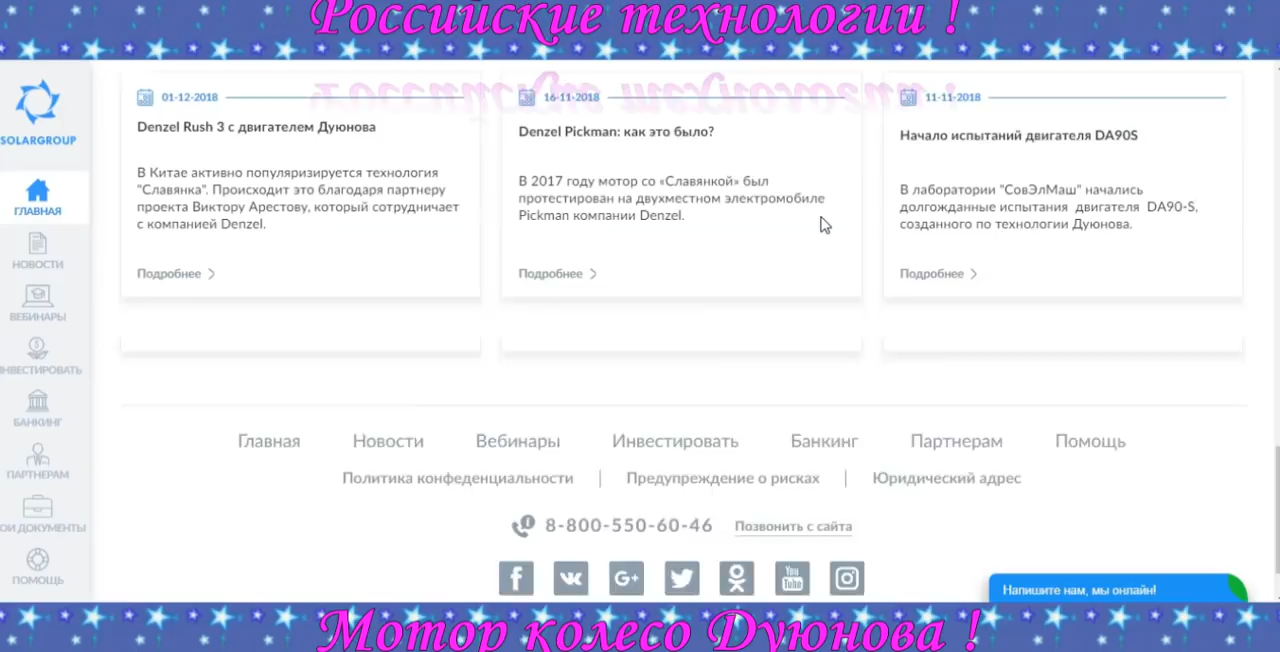 Российские технологии !
SOLARGROUP
ГЛАВНАЯ
НОВОСТИ
ВЕБИНАРЫ
ИНВЕСТИРОВАТЬ
БАНКИНГ
ПАРТНЕРАМ
ОИ ДОКУМЕНТЫ
ПОМОЩЬ
01-12-2018
Denzel Rush 3 с двигателем Дуюнова
В Китае активно популяризируется технология
"Славянка". Происходит это благодаря партнеру
проекта Виктору Арестову, который сотрудничает
с компанией Denzel.
Подробнее
16-11-2018
Denzel Pickman: как это было?
В 2017 году мотор со «Славянкой» был
протестирован на двухместном электромобиле
Pickman компании Denzel.
Подробнее
11-11-2018
Начало испытаний двигателя DA90S
В лаборатории "СовЭлМаш" начались
долгожданные испытания двигателя DA90-S,
созданного по технологии Дуюнова.
Подробнее
Главная Новости Вебинары Инвестировать Банкинг Партнерам Помощь
Политика конфеденциальности | Предупреждение о рисках | Юридический адрес
8-800-550-60-46 Позвонить с сайта
You Tube
Напишите нам, мы онлайн!
Мотор колесо Дуюнова !